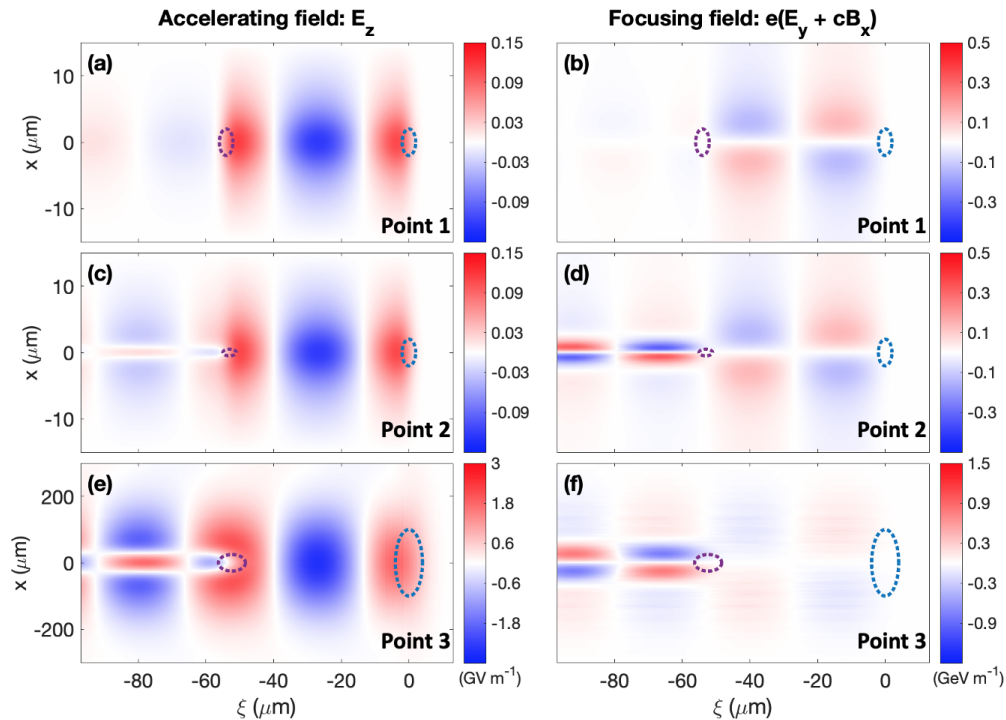 Accelerating field: E_z
Focusing field: e(E_y + cB_x)
(a)
x (μm)
10
0
-10
Point 1
0.15
0.09
0.03
-0.03
-0.09
(b)
Point 1
0.5
0.3
0.1
-0.1
-0.3
(c)
x (μm)
10
0
-10
Point 2
0.15
0.09
0.03
-0.03
-0.09
(d)
Point 2
0.5
0.3
0.1
-0.1
-0.3
(e)
x (μm)
200
0
-200
Point 3
3
1.8
0.6
-0.6
-1.8
(GV m⁻¹)
-80 -60 -40 -20 0
ξ (μm)
(f)
Point 3
1.5
0.9
0.3
-0.3
-0.9
(GeV m⁻¹)
-80 -60 -40 -20 0
ξ (μm)